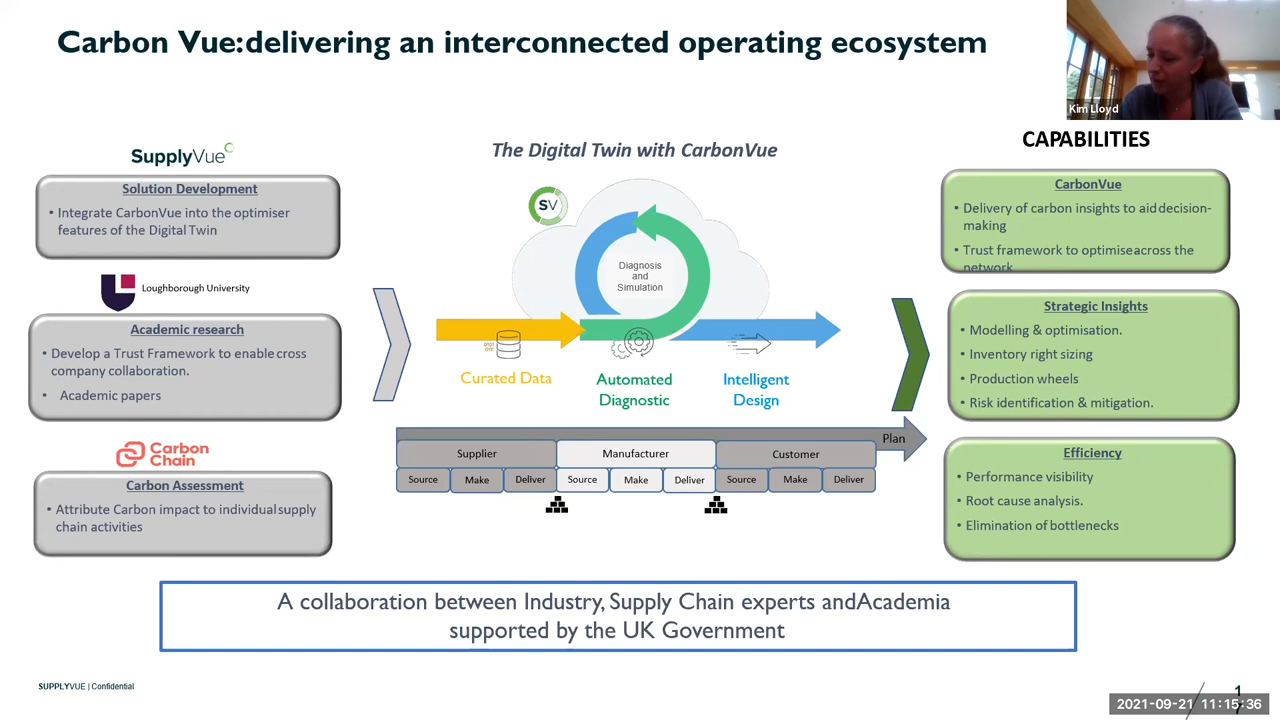 Carbon Vue:delivering an interconnected operating ecosystem
Kim Lloyd
SupplyVue
Solution Development
• Integrate CarbonVue into the optimiser
features of the Digital Twin
Loughborough University
Academic research
• Develop a Trust Framework to enable cross
company collaboration.
• Academic papers
Carbon
Chain
Carbon Assessment
• Attribute Carbon impact to individual supply
chain activities
The Digital Twin with CarbonVue
SV
Diagnosis
and
Simulation
Curated Data
Automated
Diagnostic
Intelligent
Design
Plan
Supplier
Manufacturer
Customer
Source
Make
Deliver
Source
Make
Deliver
Source
Make
Deliver
CAPABILITIES
CarbonVue
• Delivery of carbon insights to aid decision-
making
• Trust framework to optimise across the
network
Strategic Insights
• Modelling & optimisation.
• Inventory right sizing
• Production wheels
• Risk identification & mitigation.
Efficiency
• Performance visibility
• Root cause analysis.
• Elimination of bottlenecks
A collaboration between Industry, Supply Chain experts andAcademia
supported by the UK Government
SUPPLYVUE | Confidential
1
2021-09-21 11:15:36